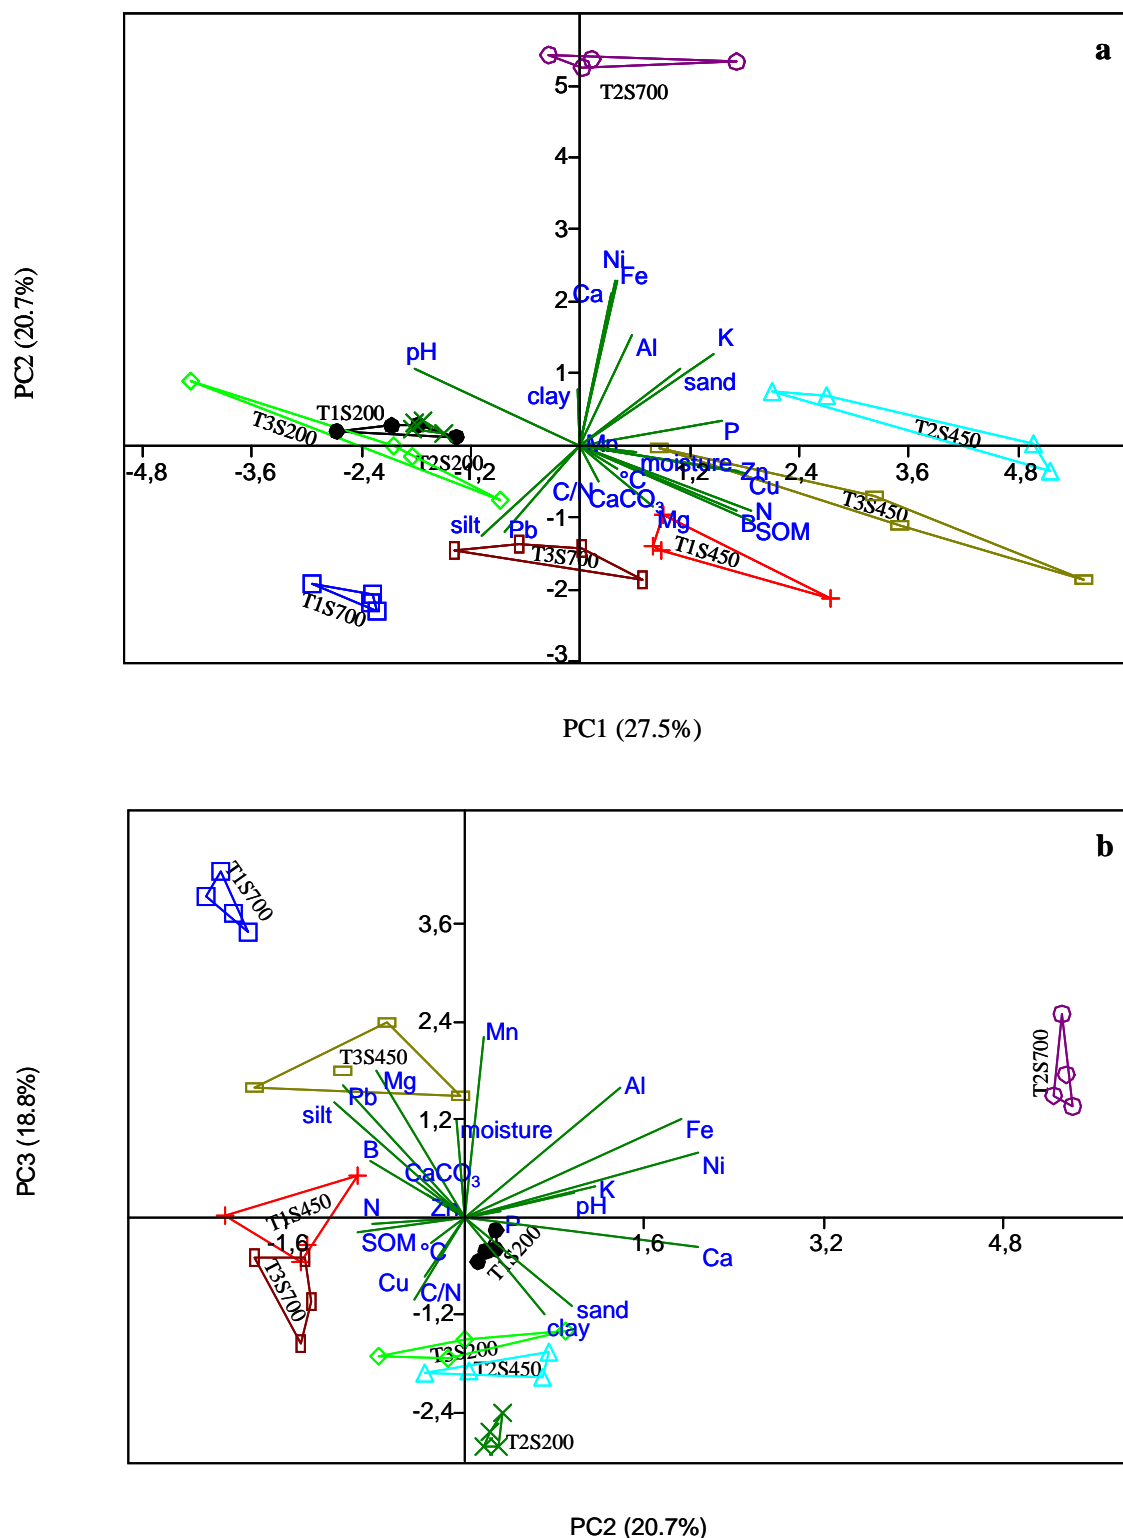 a
T2S700
5
4
3
Ni
Fe
Ca
2
K
Al
pH
1
sand
clay
T1S200
T3S200
P
T2S450
Mn
T2S200
moisture
Zn
-4,8
-3,6
-2,4
-1,2
1,2
2,4
3,6
4,8
°C
Cu
C/N
CaCO3
T3S450
N
-1
silt
Pb
Mg
B
SOM
T3S700
T1S450
-2
T1S700
-3
PC2 (20.7%)
PC1 (27.5%)
b
T1S700
3,6
2,4
Mn
T2S700
T3S450
Mg
Al
Pb
silt
1,2
moisture
Fe
B
Ni
CaCO3
K
N
Zn
pH
T1S450
P
SOM
°C
T1S200
-1,6
1,6
3,2
4,8
Ca
T3S700
Cu
C/N
-1,2
sand
clay
T3S200
T2S450
-2,4
T2S200
PC3 (18.8%)
PC2 (20.7%)